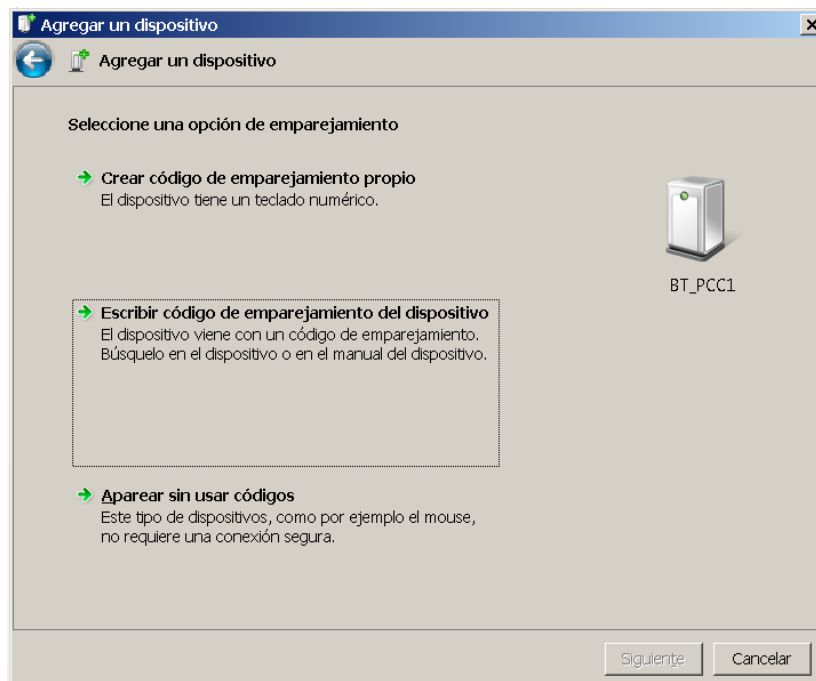 Agregar un dispositivo
Agregar un dispositivo
Seleccione una opción de emparejamiento
Crear código de emparejamiento propio
El dispositivo tiene un teclado numérico.
BT_PCC1
Escribir código de emparejamiento del dispositivo
El dispositivo viene con un código de emparejamiento.
Búsquelo en el dispositivo o en el manual del dispositivo.
Aparear sin usar códigos
Este tipo de dispositivos, como por ejemplo el mouse,
no requiere una conexión segura.
Siguiente
Cancelar